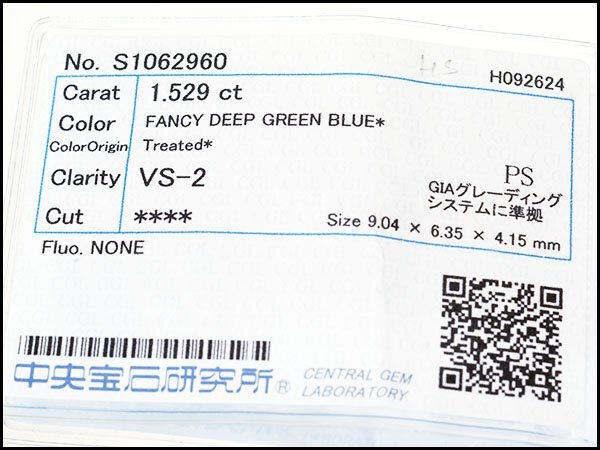 No. S1062960
HS
H092624
Carat 1.529 ct
Color FANCY DEEP GREEN BLUE*
ColorOrigin Treated*
Clarity VS-2
PS
GIAグレーディング
システムに準拠
Cut ****
Size 9.04 × 6.35 × 4.15 mm
Fluo. NONE
中央宝石研究所®
CENTRAL GEM
LABORATORY